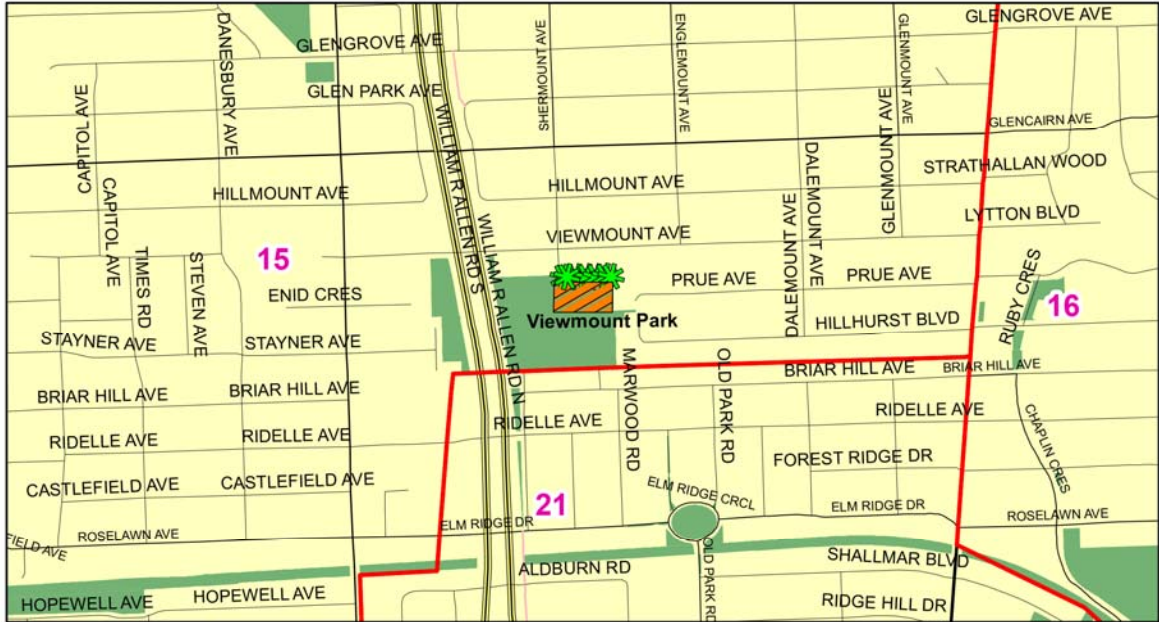 GLENGROVE AVE
DANESBURY AVE
SHERMOUNT AVE
ENGLEMOUNT AVE
GLENMOUNT AVE
GLENGROVE AVE
GLEN PARK AVE
CAPITOL AVE
WILLIAM R ALLEN RD S
GLENMOUNT AVE
GLENCAIRN AVE
DALEMOUNT AVE
STRATHALLAN WOOD
HILLMOUNT AVE
HILLMOUNT AVE
CAPITOL AVE
LYTTON BLVD
DALEMOUNT AVE
VIEWMOUNT AVE
WILLIAM R ALLEN RD N
TIMES RD
STEVEN AVE
15
PRUE AVE
PRUE AVE
ENID CRES
RUBY CRES
16
Viewmount Park
HILLHURST BLVD
STAYNER AVE
STAYNER AVE
MARWOOD RD
OLD PARK RD
BRIAR HILL AVE
BRIAR HILL AVE
BRIAR HILL AVE
BRIAR HILL AVE
RIDELLE AVE
RIDELLE AVE
RIDELLE AVE
RIDELLE AVE
CHAPLIN CRES
FOREST RIDGE DR
CASTLEFIELD AVE
CASTLEFIELD AVE
21
ELM RIDGE CRCL
ELM RIDGE DR
ELM RIDGE DR
ROSELAWN AVE
ROSELAWN AVE
FIELD AVE
OLD PARK RD
SHALLMAR BLVD
ALDBURN RD
HOPEWELL AVE
HOPEWELL AVE
RIDGE HILL DR